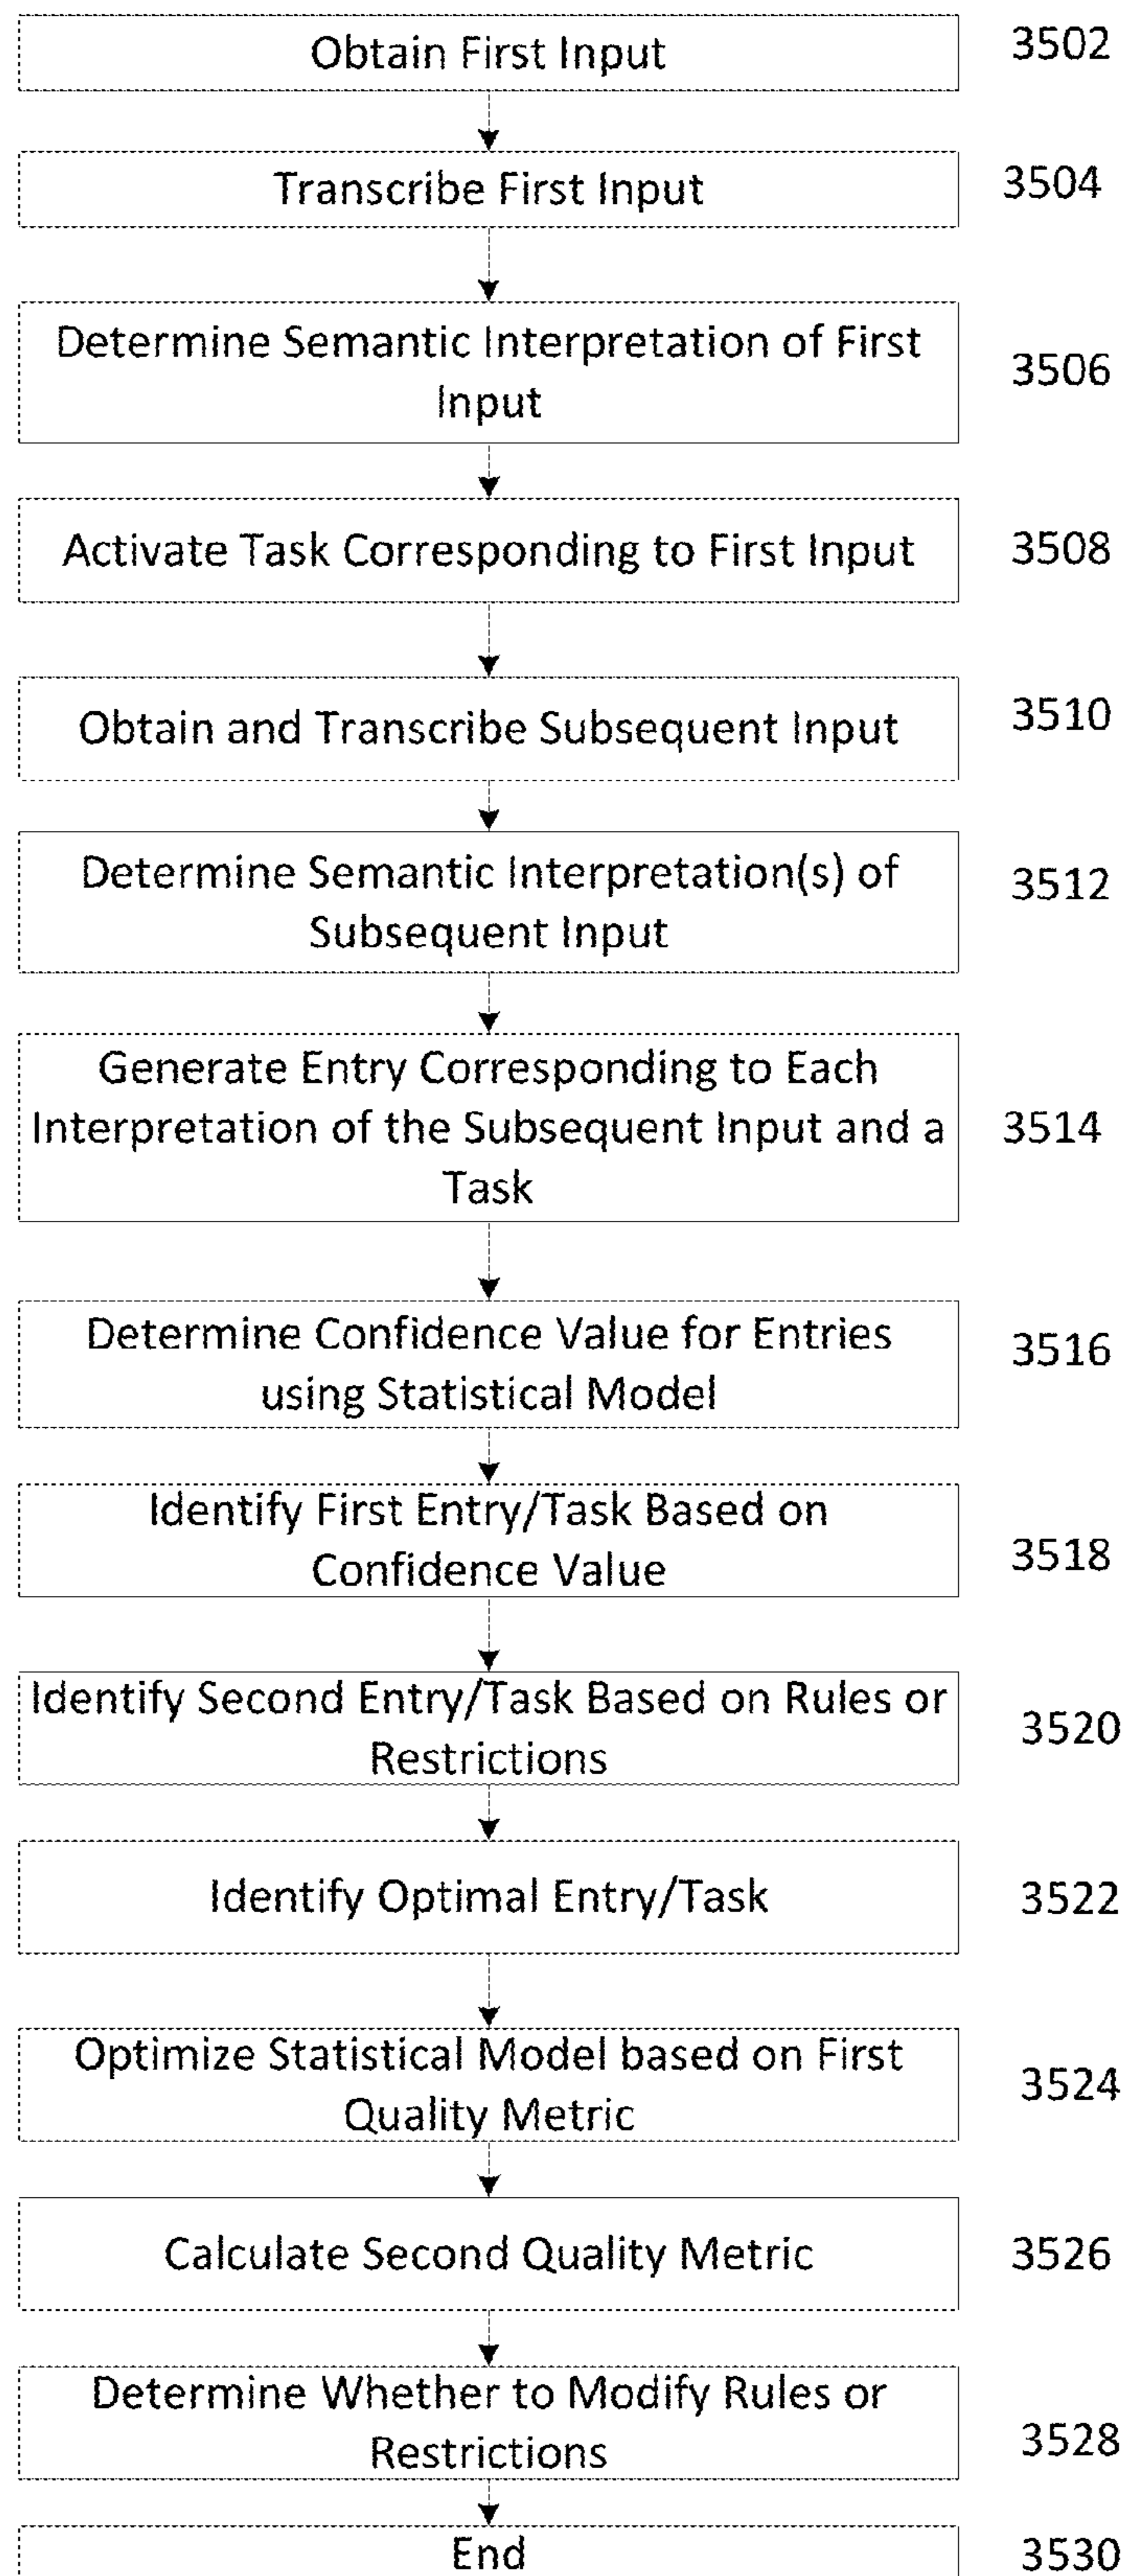 Obtain First Input
3502
Transcribe First Input
3504
Determine Semantic Interpretation of First
Input
3506
Activate Task Corresponding to First Input
3508
Obtain and Transcribe Subsequent Input
3510
Determine Semantic Interpretation(s) of
Subsequent Input
3512
Generate Entry Corresponding to Each
Interpretation of the Subsequent Input and a
Task
3514
Determine Confidence Value for Entries
using Statistical Model
3516
Identify First Entry/Task Based on
Confidence Value
3518
Identify Second Entry/Task Based on Rules or
Restrictions
3520
Identify Optimal Entry/Task
3522
Optimize Statistical Model based on First
Quality Metric
3524
Calculate Second Quality Metric
3526
Determine Whether to Modify Rules or
Restrictions
3528
End
3530